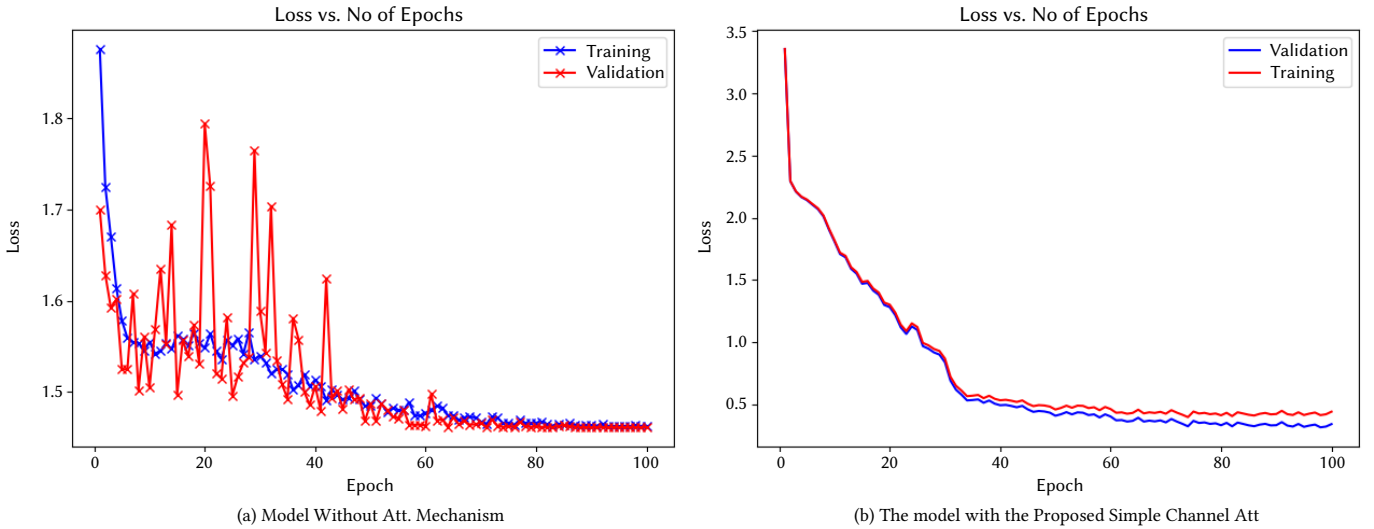 Loss vs. No of Epochs
Training
Validation
1.8
1.7
1.6
1.5
Loss
0 20 40 60 80 100
Epoch
(a) Model Without Att. Mechanism
Loss vs. No of Epochs
Validation
Training
3.5
3.0
2.5
2.0
1.5
1.0
0.5
Loss
0 20 40 60 80 100
Epoch
(b) The model with the Proposed Simple Channel Att